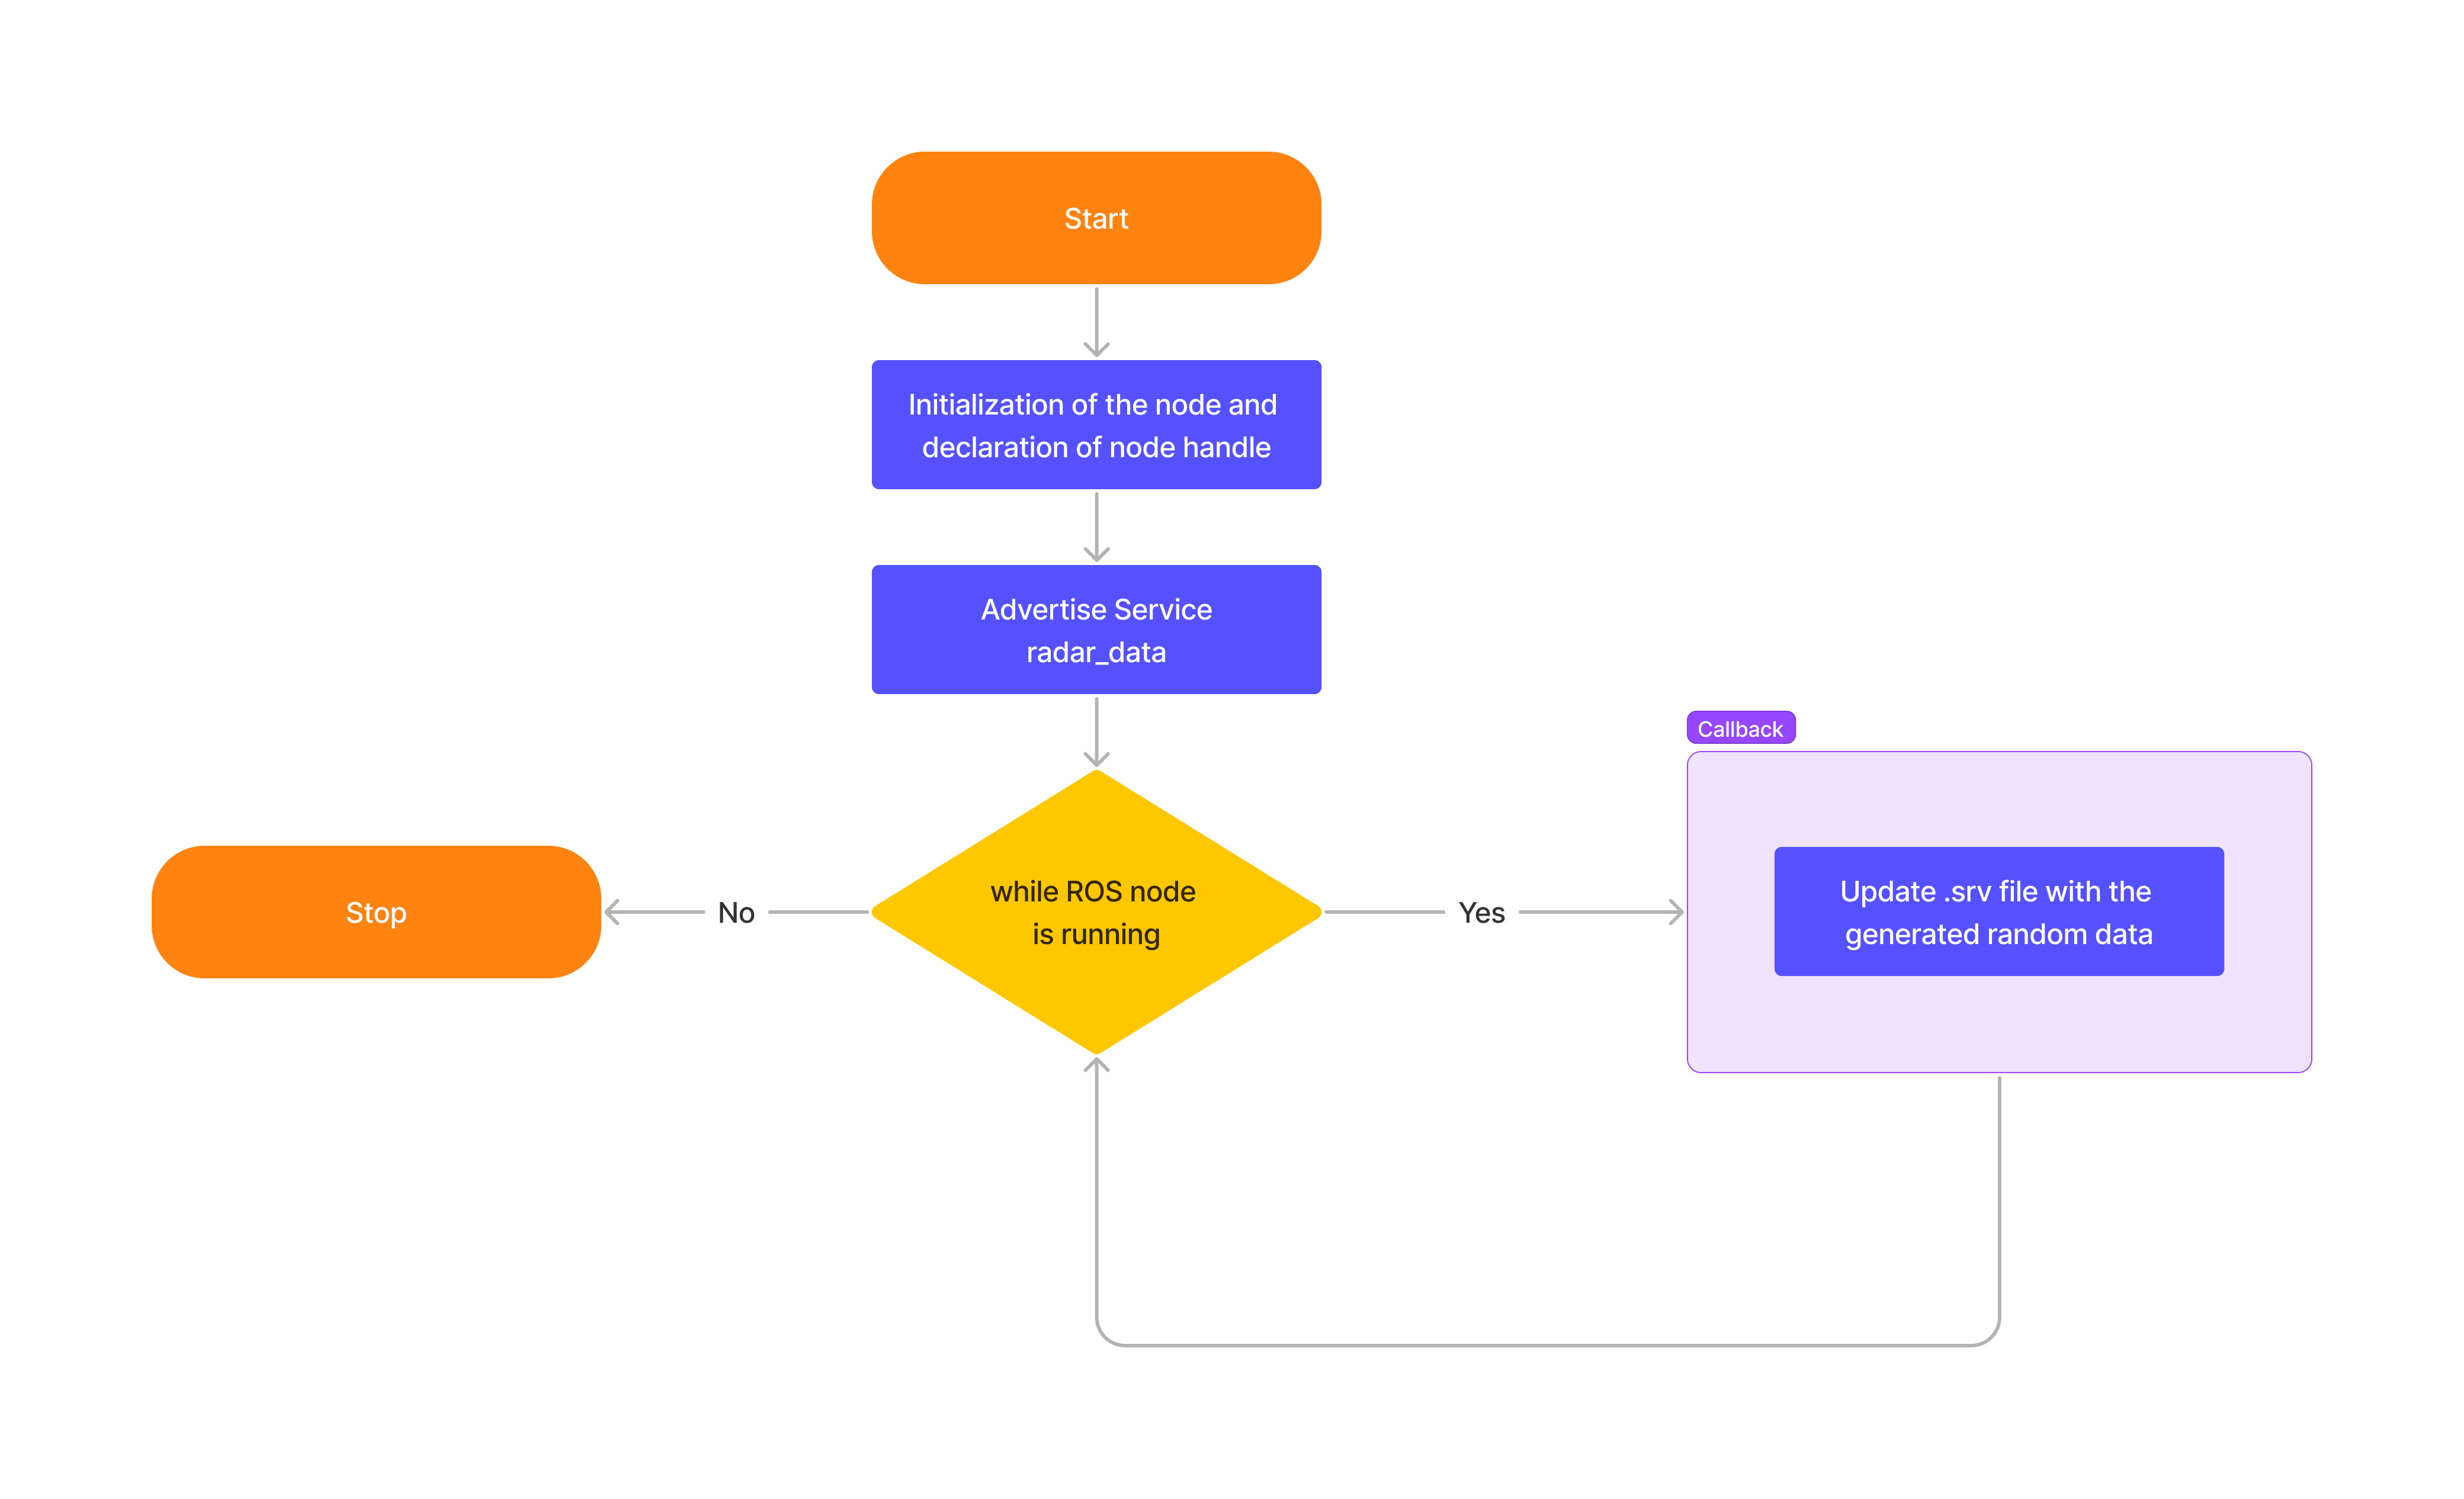 Start
Initialization of the node and
declaration of node handle
Advertise Service
radar_data
Callback
Stop
No
while ROS node
is running
Yes
Update .srv file with the
generated random data